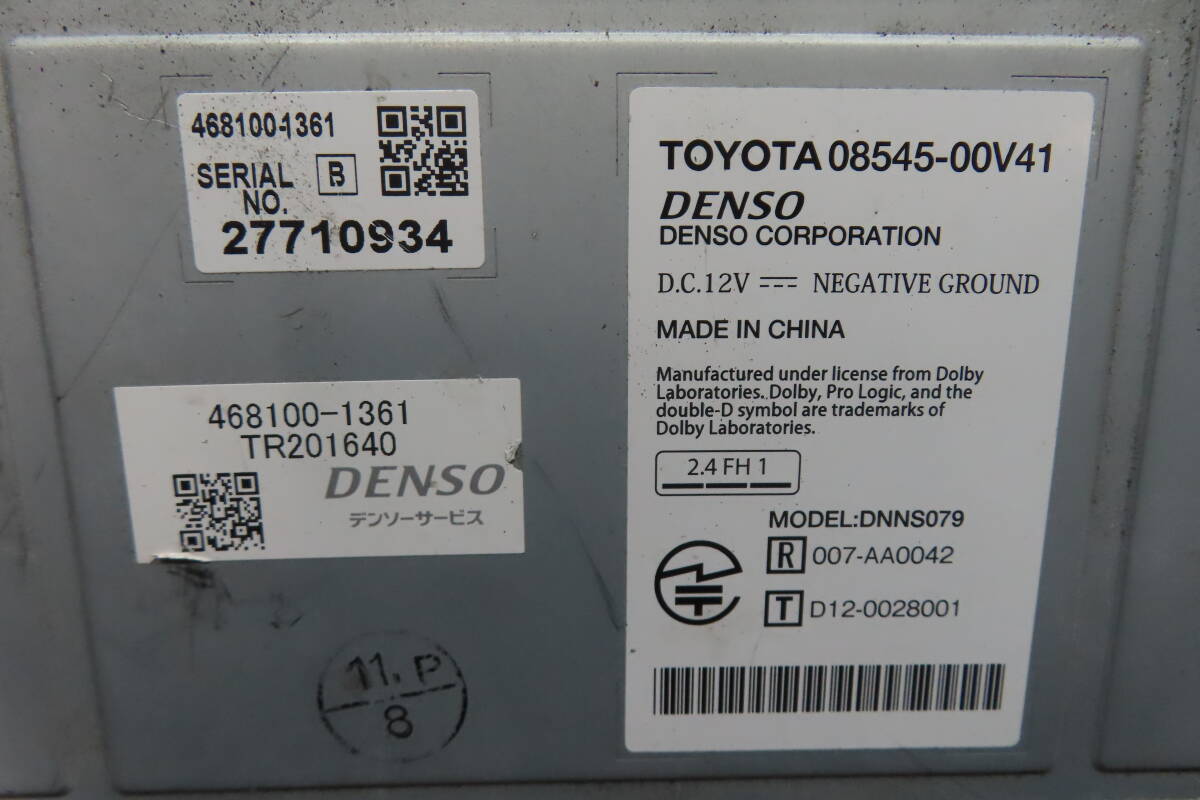 468100-1361
SERIAL B
NO.
27710934
468100-1361
TR201640
DENSO
デンソーサービス
11. P
8
TOYOTA 08545-00V41
DENSO
DENSO CORPORATION
D.C.12V NEGATIVE GROUND
MADE IN CHINA
Manufactured under license from Dolby
Laboratories. Dolby, Pro Logic, and the
double-D symbol are trademarks of
Dolby Laboratories.
2.4 FH 1
MODEL:DNNS079
R 007-AA0042
T D12-0028001